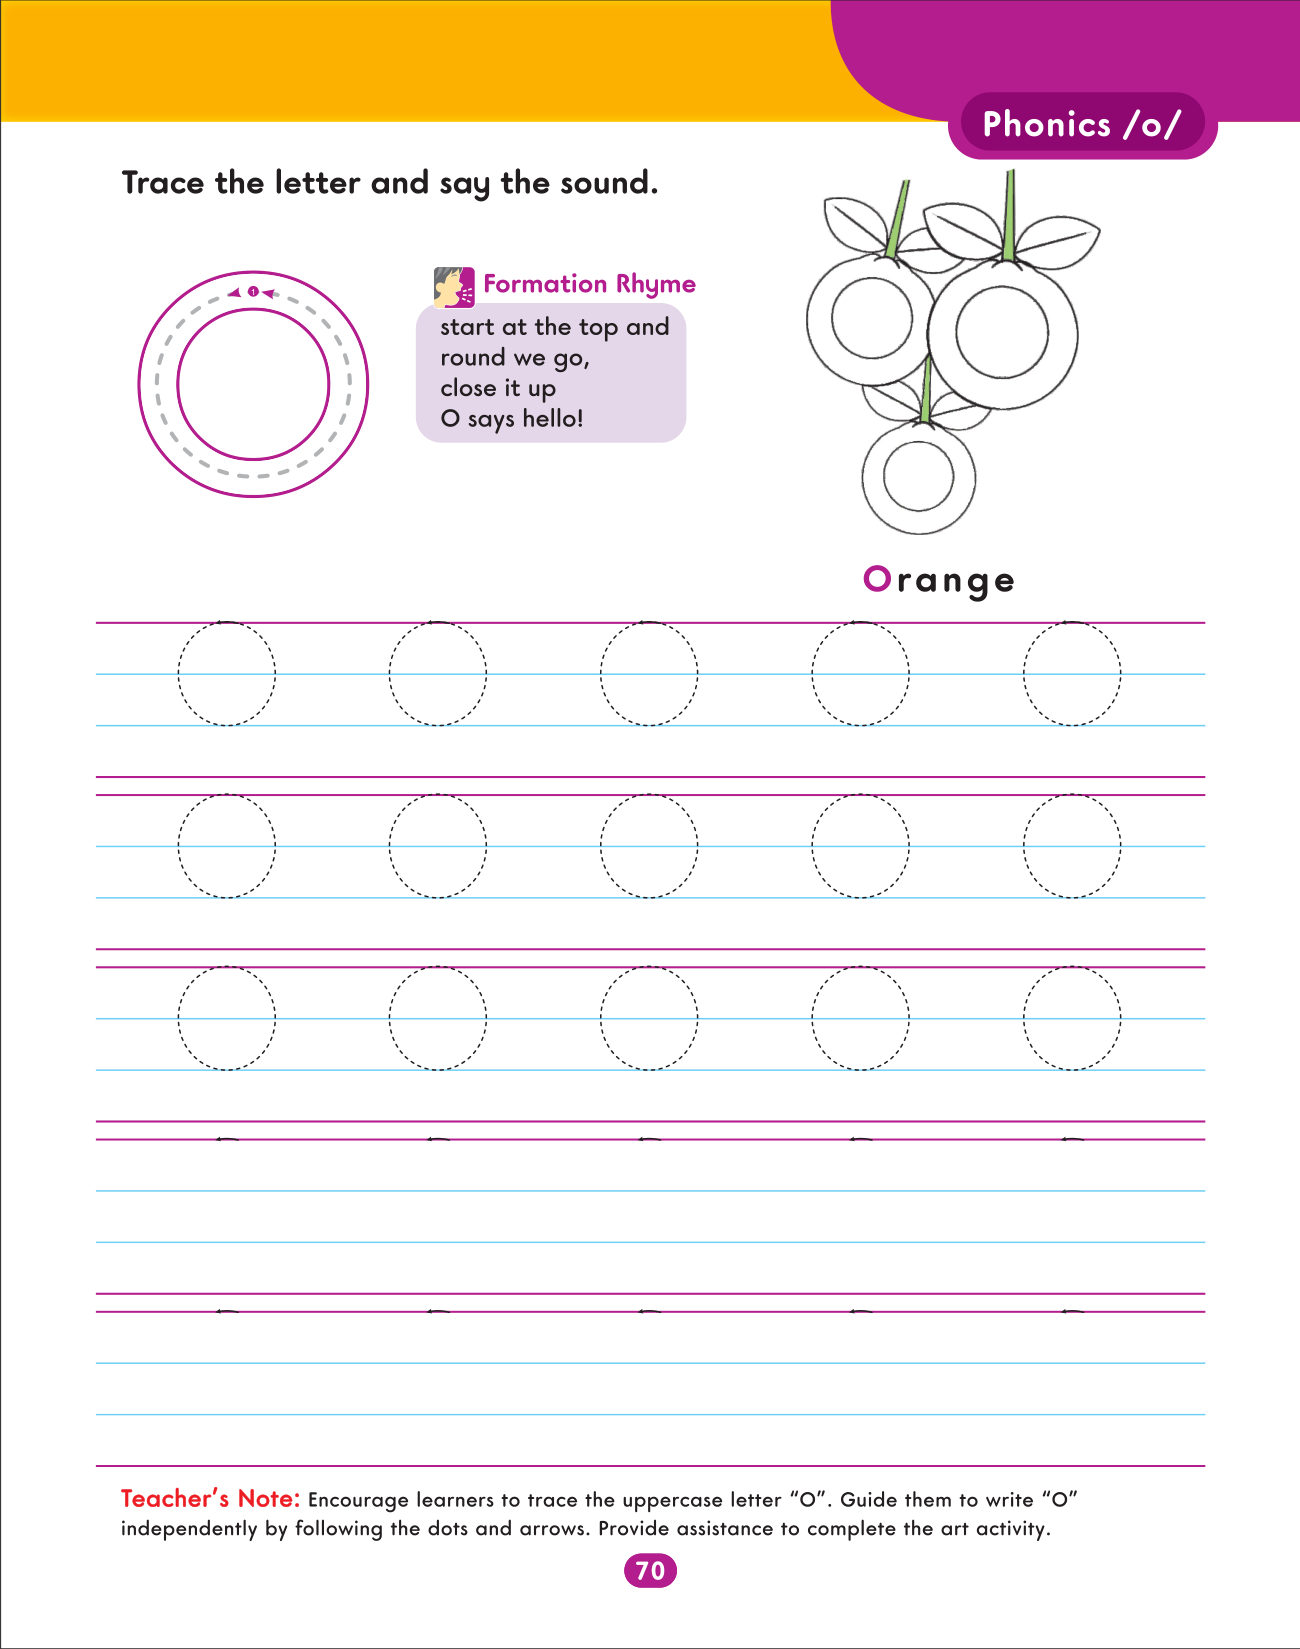 Phonics /o/
Trace the letter and say the sound.
1
Formation Rhyme
start at the top and
round we go,
close it up
O says hello!
Orange
Teacher's Note: Encourage learners to trace the uppercase letter “O”. Guide them to write “O”
independently by following the dots and arrows. Provide assistance to complete the art activity.
70